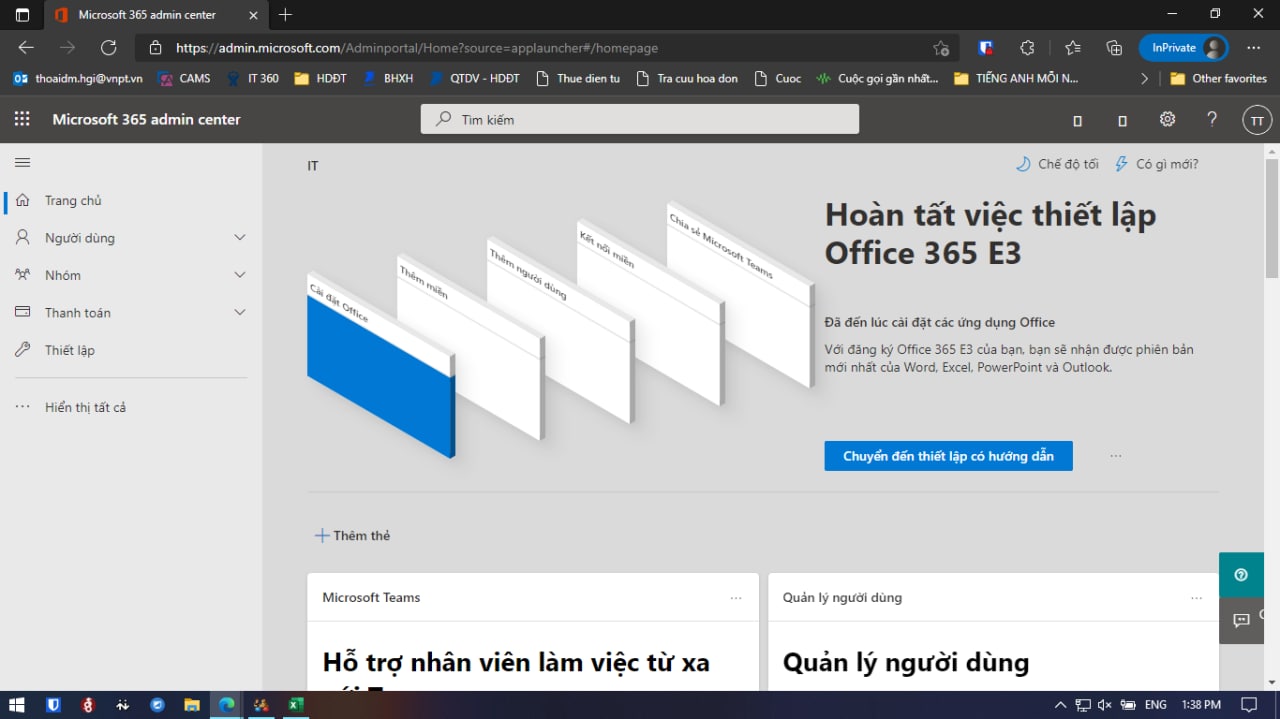 Microsoft 365 admin center
https://admin.microsoft.com/Adminportal/Home?source=applauncher#/homepage
InPrivate
thoaidm.hgi@vnpt.vn CAMS IT 360 HDĐT BHXH QTDV - HDĐT Thue dien tu Tra cuu hoa don Cuoc Cuộc gọi gần nhất... TIẾNG ANH MỖI N... Other favorites
Microsoft 365 admin center
Tìm kiếm
TT
Trang chủ
Người dùng
Nhóm
Thanh toán
Thiết lập
Hiển thị tất cả
IT
Chế độ tối
Có gì mới?
Cài đặt Office
Thêm miền
Thêm người dùng
Kết nối miền
Chia sẻ Microsoft Teams
Hoàn tất việc thiết lập
Office 365 E3
Đã đến lúc cài đặt các ứng dụng Office
Với đăng ký Office 365 E3 của bạn, bạn sẽ nhận được phiên bản
mới nhất của Word, Excel, PowerPoint và Outlook.
Chuyển đến thiết lập có hướng dẫn
Thêm thẻ
Microsoft Teams
Hỗ trợ nhân viên làm việc từ xa
Quản lý người dùng
Quản lý người dùng
ENG
1:38 PM